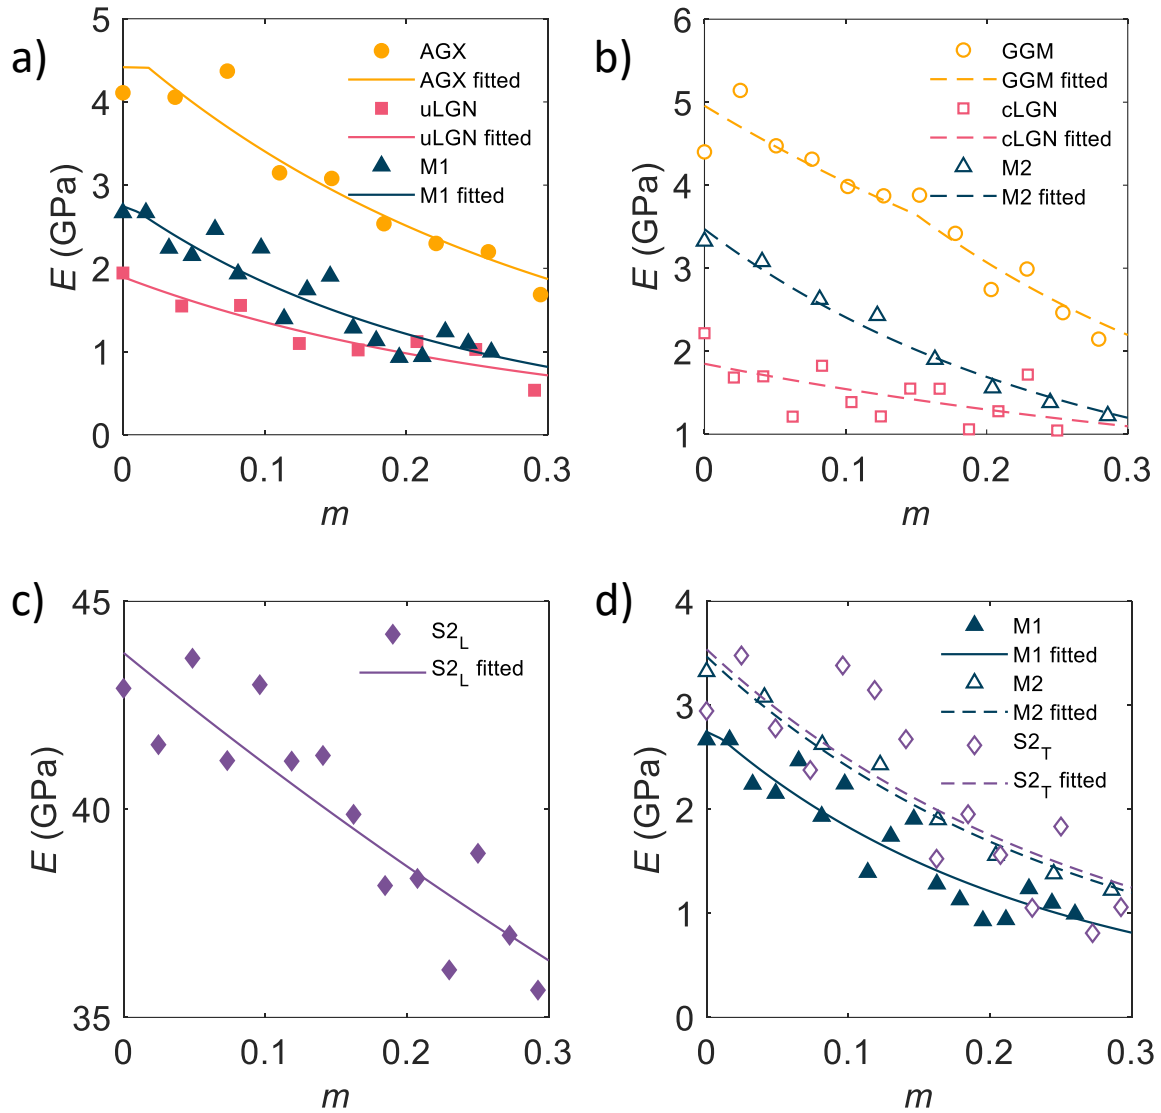 a)
5
4
3
2
1
0
E (GPa)
0
0.1
0.2
0.3
m
AGX
AGX fitted
uLGN
uLGN fitted
M1
M1 fitted
b)
6
5
4
3
2
1
E (GPa)
0
0.1
0.2
0.3
m
GGM
GGM fitted
cLGN
cLGN fitted
M2
M2 fitted
c)
45
40
35
E (GPa)
0
0.1
0.2
0.3
m
S2L
S2L fitted
d)
4
3
2
1
0
E (GPa)
0
0.1
0.2
0.3
m
M1
M1 fitted
M2
M2 fitted
S2T
S2T fitted